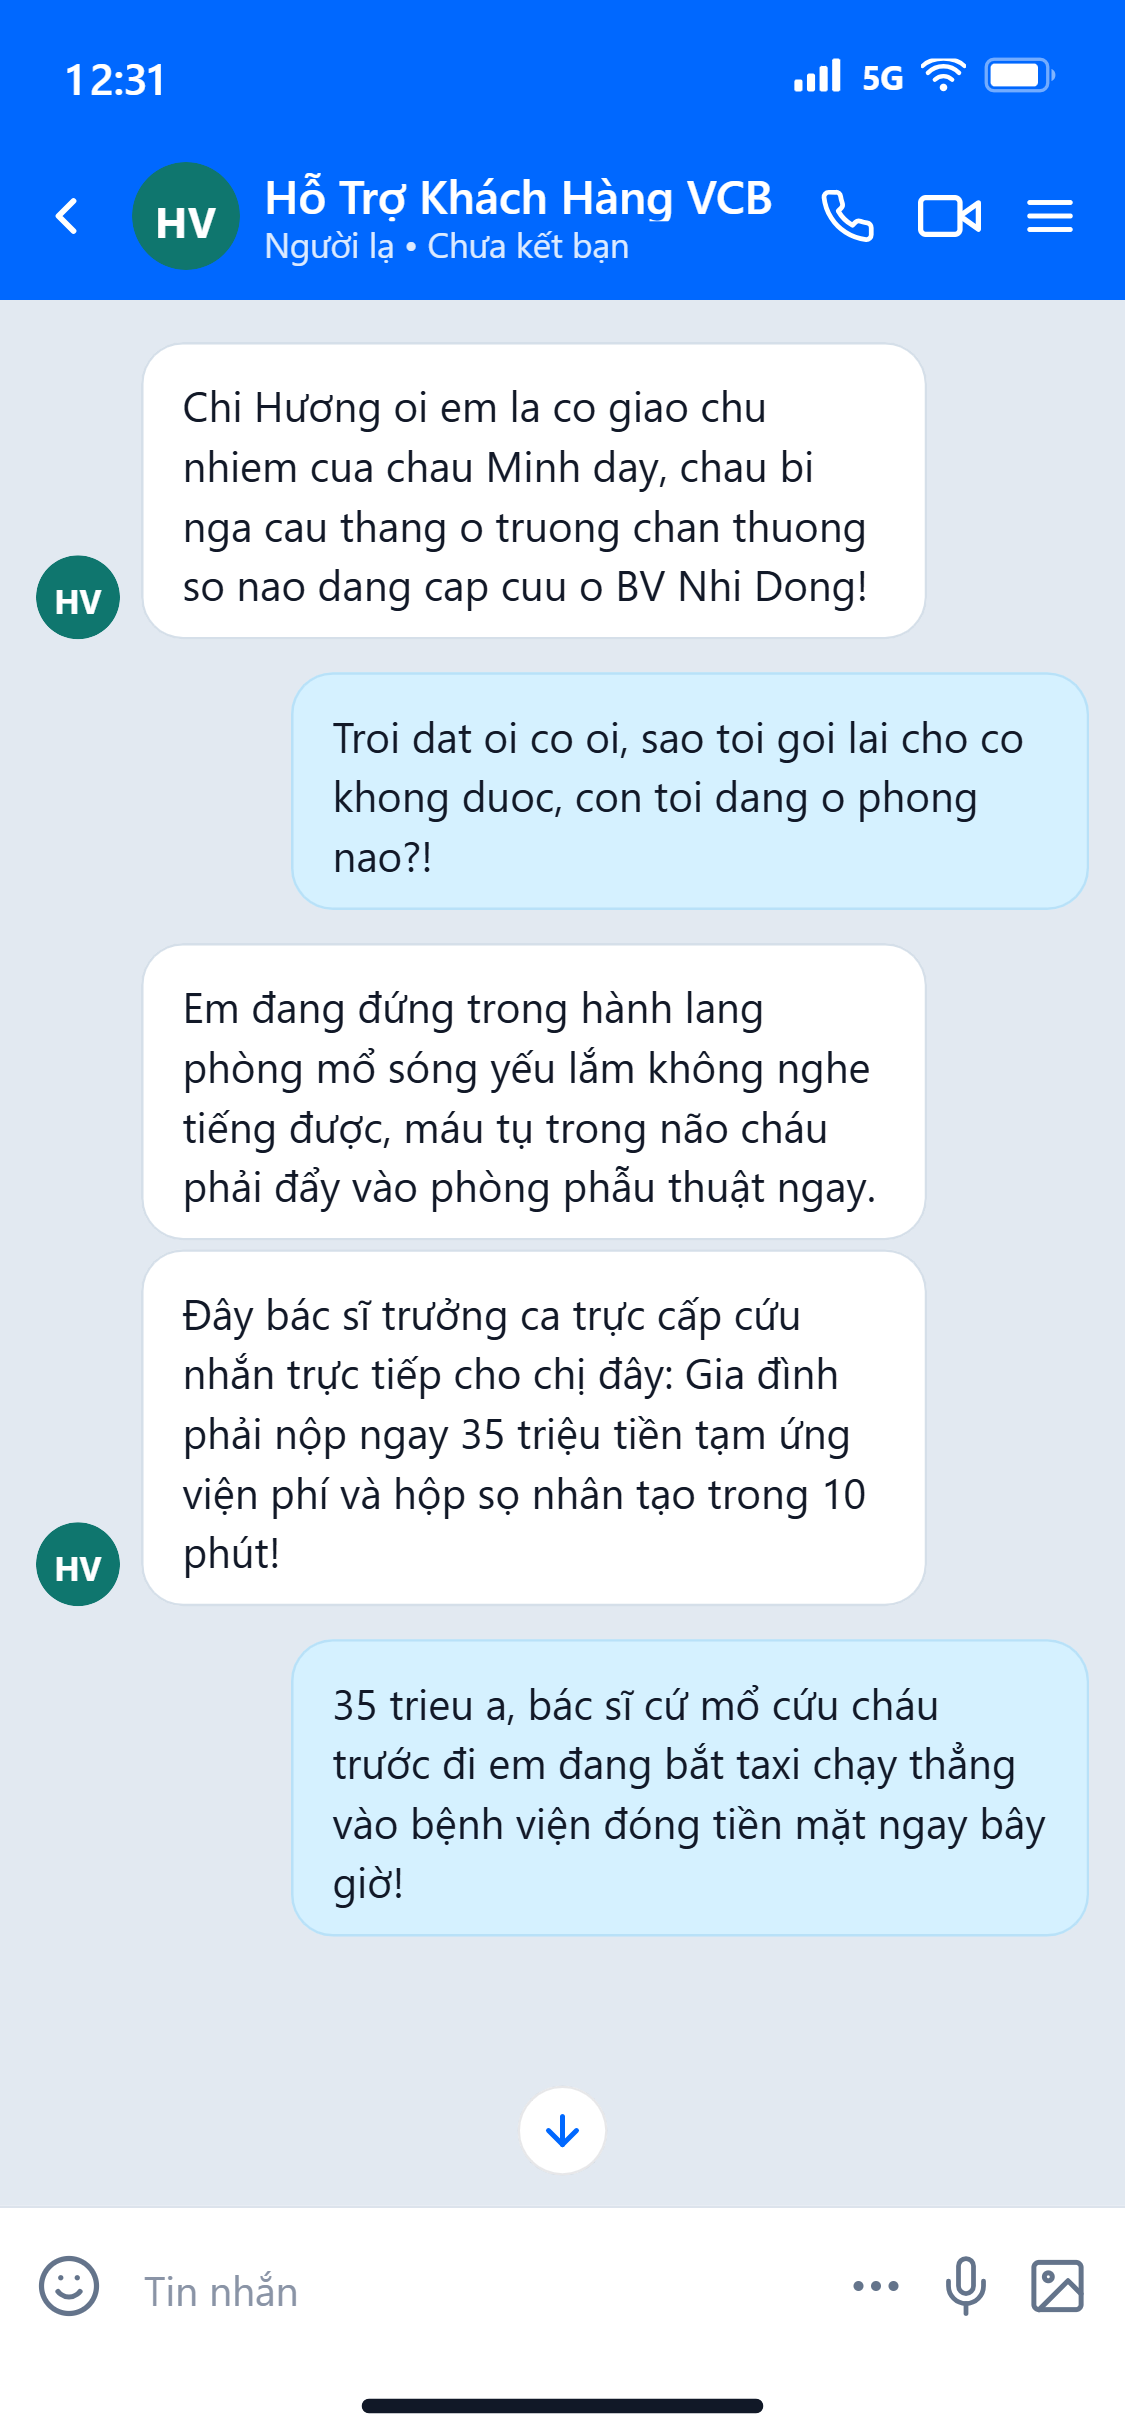 12:31
5G
HV
Hỗ Trợ Khách Hàng VCB
Người lạ • Chưa kết bạn
Chi Hương oi em la co giao chu
nhiem cua chau Minh day, chau bi
nga cau thang o truong chan thuong
so nao dang cap cuu o BV Nhi Dong!
HV
Troi dat oi co oi, sao toi goi lai cho co
khong duoc, con toi dang o phong
nao?!
Em đang đứng trong hành lang
phòng mổ sóng yếu lắm không nghe
tiếng được, máu tụ trong não cháu
phải đẩy vào phòng phẫu thuật ngay.
Đây bác sĩ trưởng ca trực cấp cứu
nhắn trực tiếp cho chị đây: Gia đình
phải nộp ngay 35 triệu tiền tạm ứng
viện phí và hộp sọ nhân tạo trong 10
phút!
HV
35 trieu a, bác sĩ cứ mổ cứu cháu
trước đi em đang bắt taxi chạy thẳng
vào bệnh viện đóng tiền mặt ngay bây
giờ!
Tin nhắn